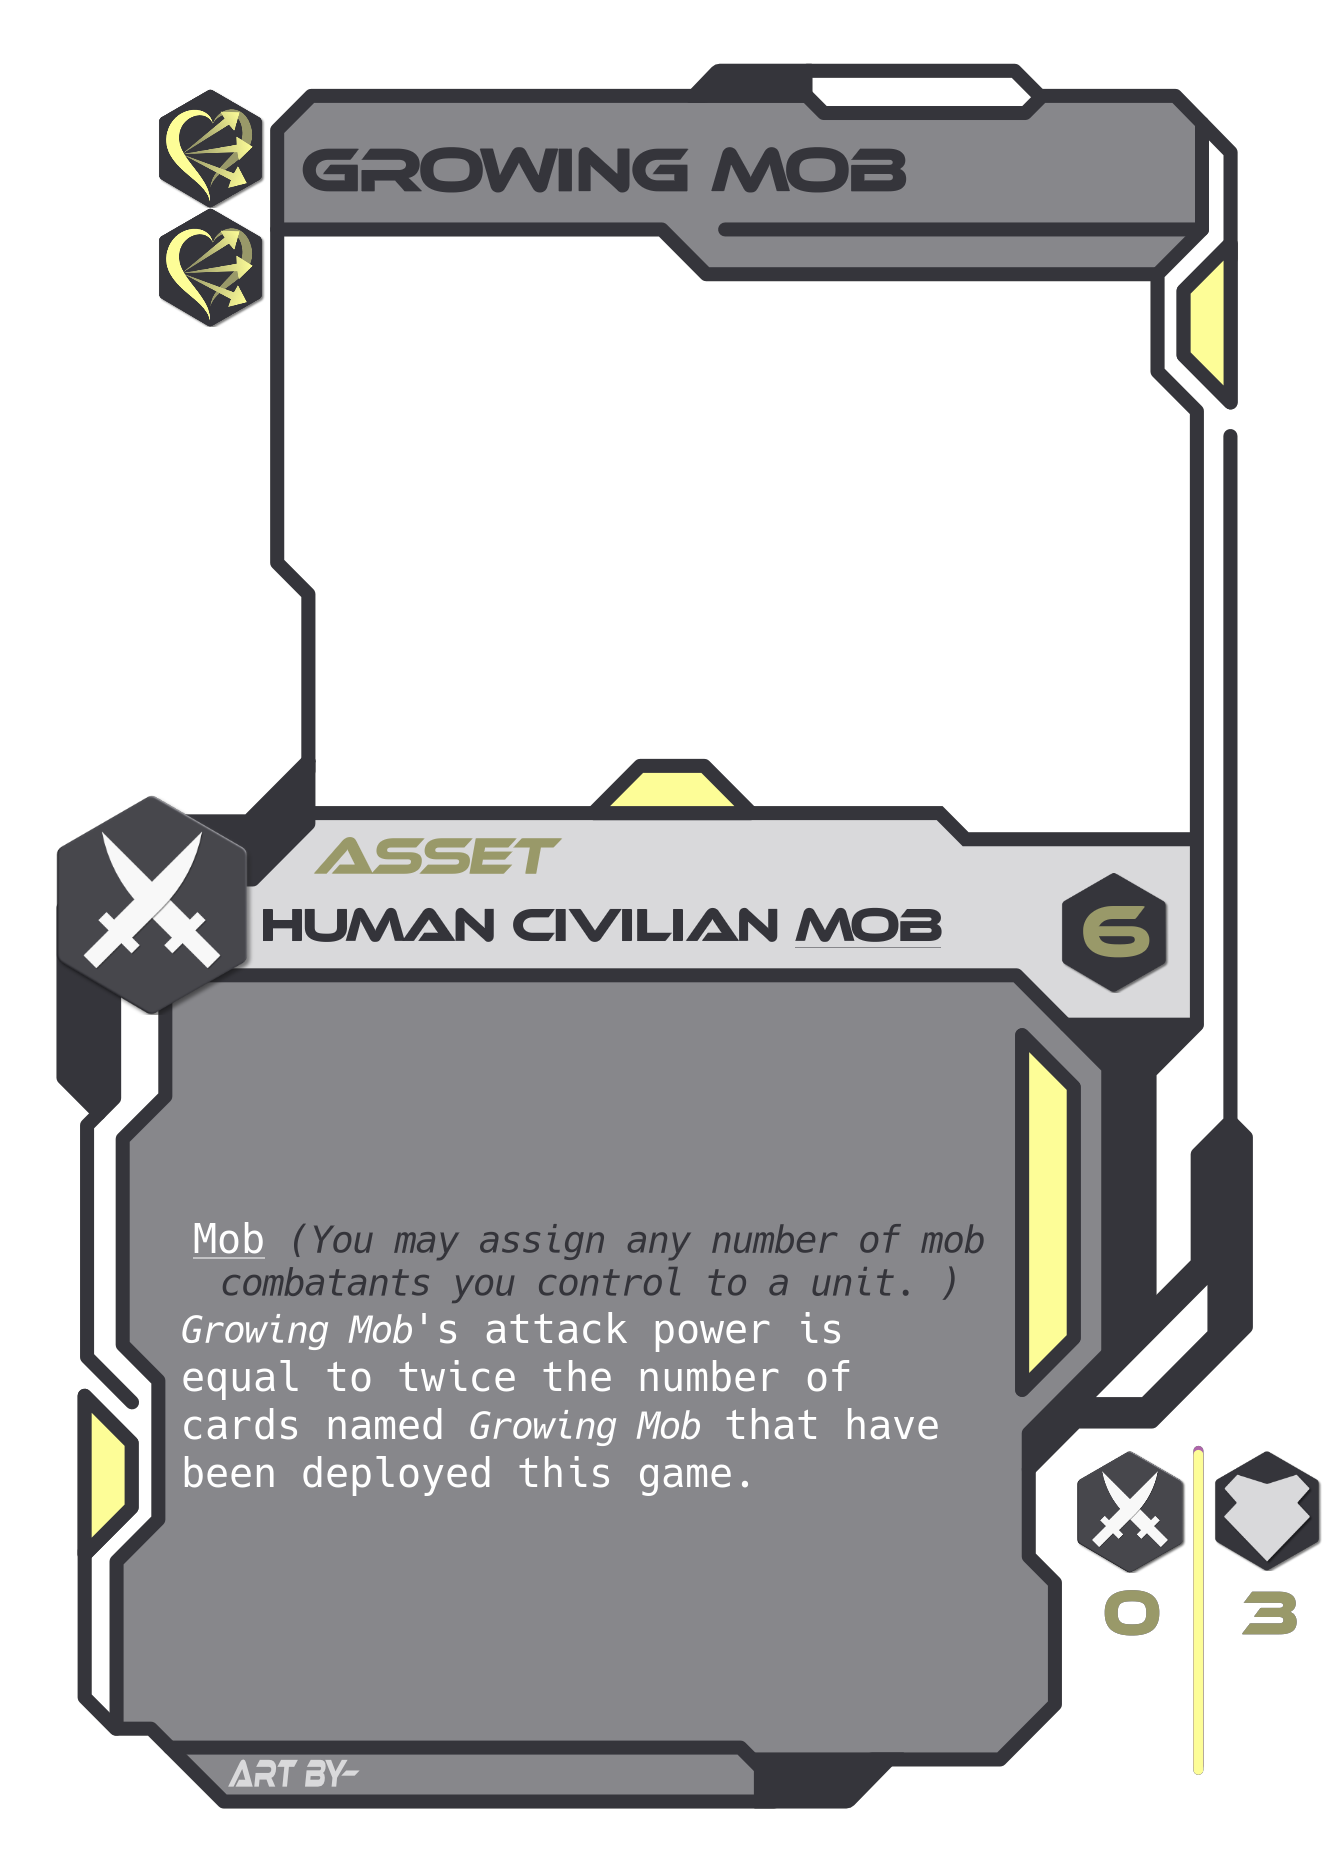 GROWING MOB
ASSET
HUMAN CIVILIAN MOB
6
Mob (You may assign any number of mob
combatants you control to a unit. )
Growing Mob's attack power is
equal to twice the number of
cards named Growing Mob that have
been deployed this game.
0 3
ART BY-